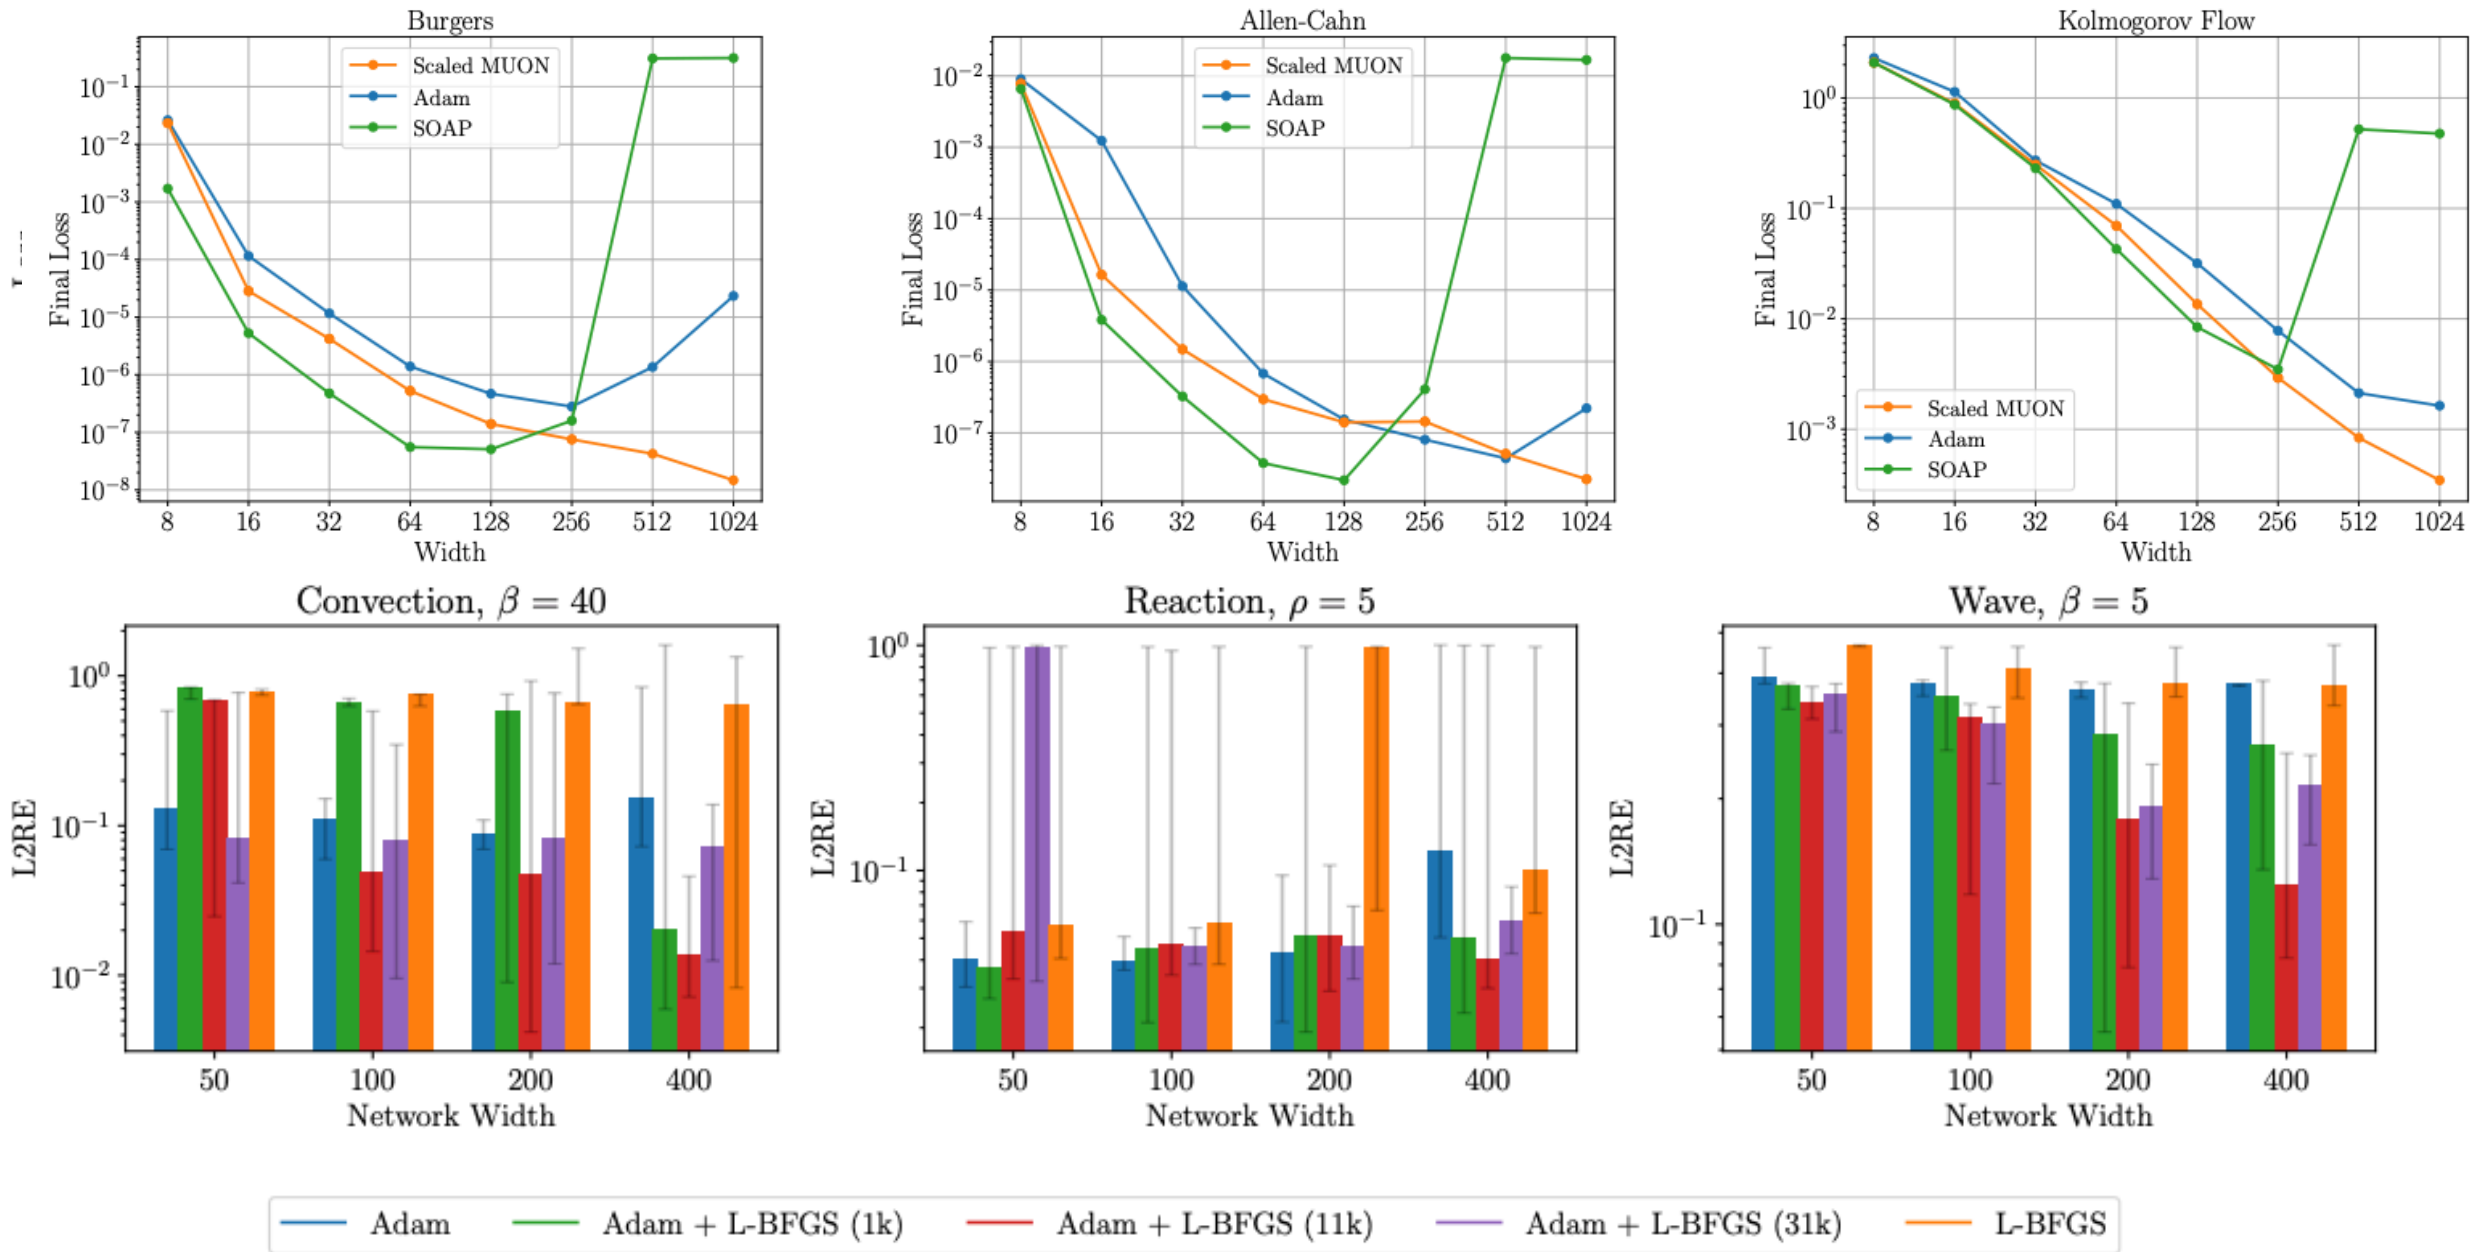 Burgers
Scaled MUON
Adam
SOAP
10⁻¹
10⁻²
10⁻³
10⁻⁴
10⁻⁵
10⁻⁶
10⁻⁷
10⁻⁸
Final Loss
8 16 32 64 128 256 512 1024
Width
Allen-Cahn
Scaled MUON
Adam
SOAP
10⁻²
10⁻³
10⁻⁴
10⁻⁵
10⁻⁶
10⁻⁷
Final Loss
8 16 32 64 128 256 512 1024
Width
Kolmogorov Flow
10⁰
10⁻¹
10⁻²
10⁻³
Final Loss
Scaled MUON
Adam
SOAP
8 16 32 64 128 256 512 1024
Width
Convection, β = 40
10⁰
10⁻¹
10⁻²
L2RE
50 100 200 400
Network Width
Reaction, ρ = 5
10⁰
10⁻¹
L2RE
50 100 200 400
Network Width
Wave, β = 5
10⁻¹
L2RE
50 100 200 400
Network Width
Adam Adam + L-BFGS (1k) Adam + L-BFGS (11k) Adam + L-BFGS (31k) L-BFGS